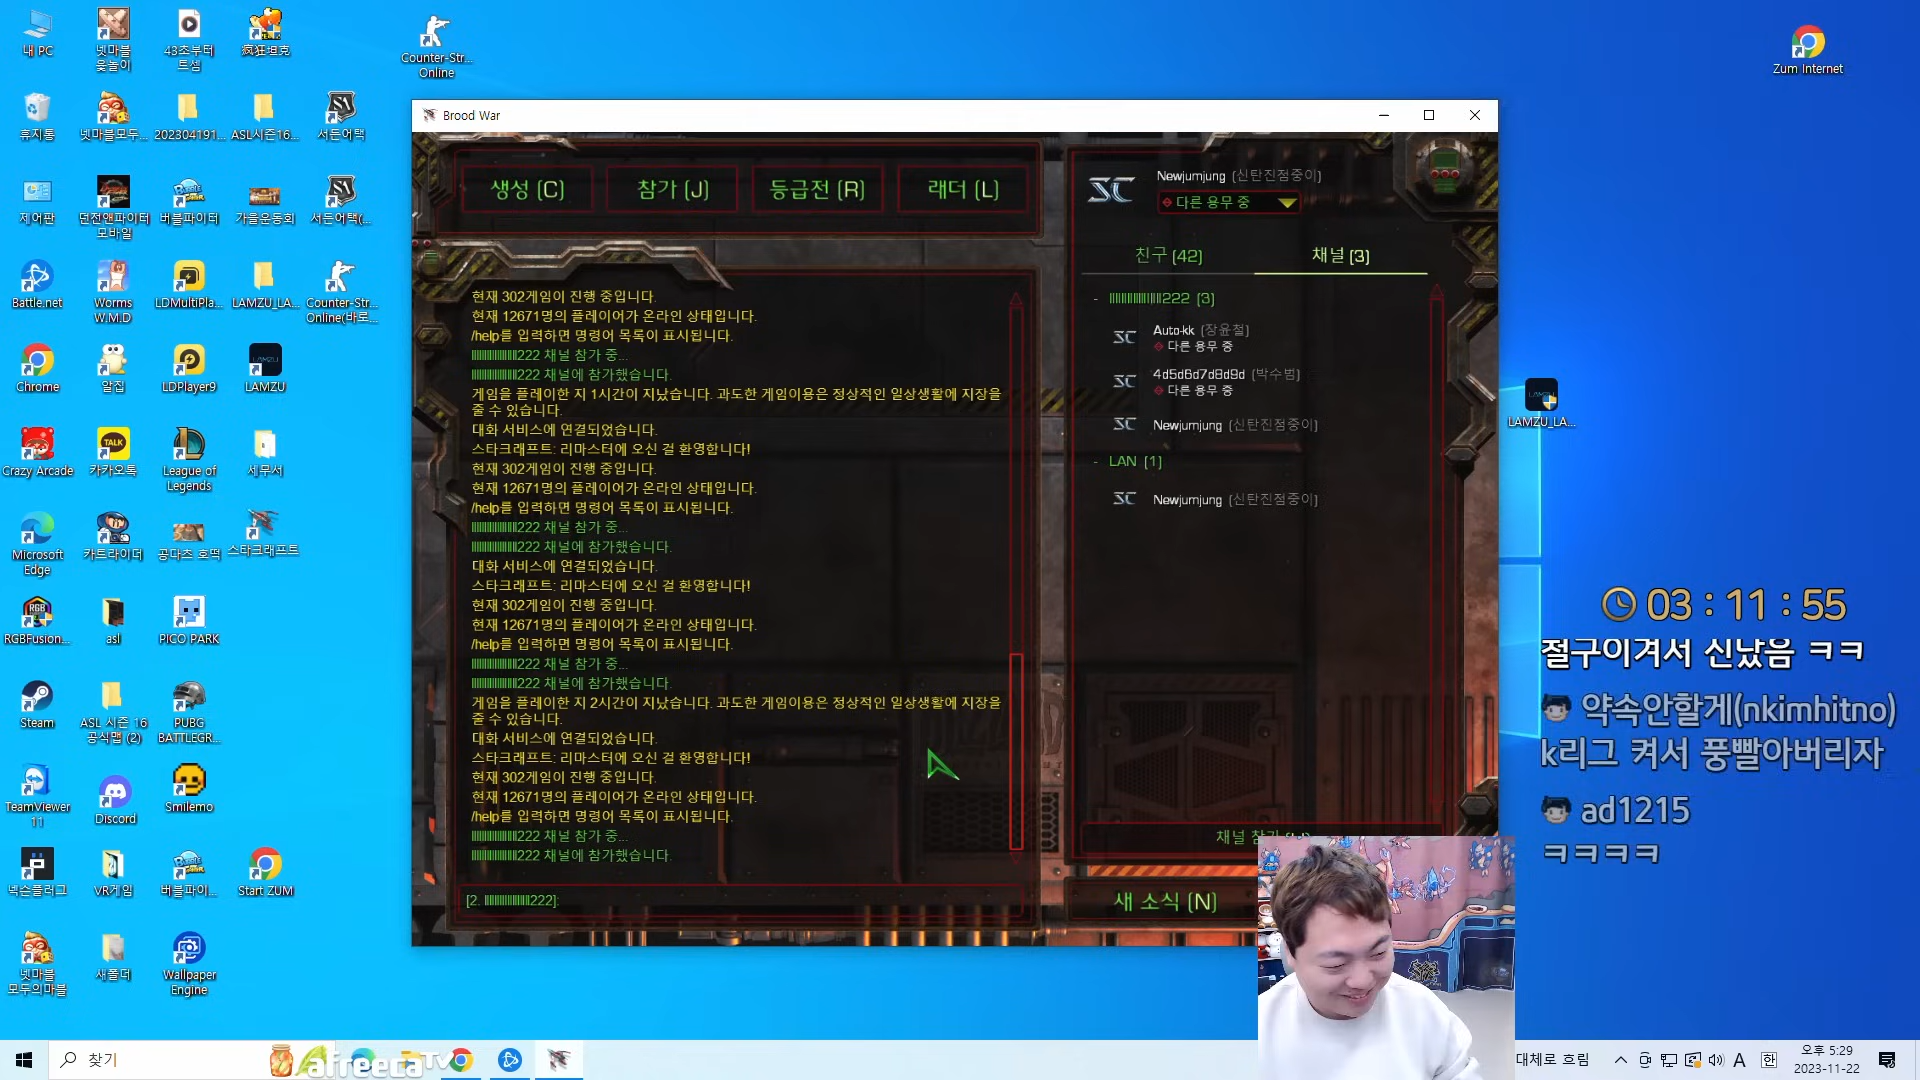 내 PC
넷마블
윷놀이
43초부터
트셈
疯狂坦克
Counter-Str...
Online
Zum Internet
휴지통
넷마블모두...
202304191...
ASL시즌16...
서든어택
제어판
던전앤파이터
모바일
버블파이터
가을운동회
서든어택(...
Battle.net
Worms
W.M.D
LDMultiPla...
LAMZU_LA...
Counter-Str...
Online(바로...
Chrome
알집
LDPlayer9
LAMZU
Crazy Arcade
카카오톡
League of
Legends
세무서
Microsoft
Edge
카트라이더
공다츠 호떡
스타크래프트
RGBFusion...
asl
PICO PARK
Steam
ASL 시즌 16
공식맵 (2)
PUBG
BATTLEGR...
TeamViewer
11
Discord
Smilemo
넥슨플러그
VR게임
버블파이...
Start ZUM
넷마블
모두의마블
새폴더
Wallpaper
Engine
LAMZU_LA...
Brood War
생성 (C)
참가 (J)
등급전 (R)
래더 (L)
현재 302게임이 진행 중입니다.
현재 12671명의 플레이어가 온라인 상태입니다.
/help를 입력하면 명령어 목록이 표시됩니다.
222 채널 참가 중...
222 채널에 참가했습니다.
게임을 플레이한 지 1시간이 지났습니다. 과도한 게임이용은 정상적인 일상생활에 지장을
줄 수 있습니다.
대화 서비스에 연결되었습니다.
스타크래프트: 리마스터에 오신 걸 환영합니다!
현재 302게임이 진행 중입니다.
현재 12671명의 플레이어가 온라인 상태입니다.
/help를 입력하면 명령어 목록이 표시됩니다.
222 채널 참가 중...
222 채널에 참가했습니다.
대화 서비스에 연결되었습니다.
스타크래프트: 리마스터에 오신 걸 환영합니다!
현재 302게임이 진행 중입니다.
현재 12671명의 플레이어가 온라인 상태입니다.
/help를 입력하면 명령어 목록이 표시됩니다.
222 채널 참가 중...
222 채널에 참가했습니다.
게임을 플레이한 지 2시간이 지났습니다. 과도한 게임이용은 정상적인 일상생활에 지장을
줄 수 있습니다.
대화 서비스에 연결되었습니다.
스타크래프트: 리마스터에 오신 걸 환영합니다!
현재 302게임이 진행 중입니다.
현재 12671명의 플레이어가 온라인 상태입니다.
/help를 입력하면 명령어 목록이 표시됩니다.
222 채널 참가 중...
222 채널에 참가했습니다.
[2. 222]:
SC
Newjumjung (신탄진점중이)
다른 용무 중
친구 (42)
채널 (3)
- 222 (3)
SC Auto-kk (장윤철)
다른 용무 중
SC 4d5d6d7d8d9d (박수범)
다른 용무 중
SC Newjumjung (신탄진점중이)
- LAN (1)
SC Newjumjung (신탄진점중이)
채널 참가
새 소식 (N)
03 : 11 : 55
절구이겨서 신났음 ㅋㅋ
약속안할게(nkimhitno)
k리그 켜서 풍빨아버리자
ad1215
ㅋㅋㅋㅋ
찾기
afreecaTV
대체로 흐림
A
한
오후 5:29
2023-11-22